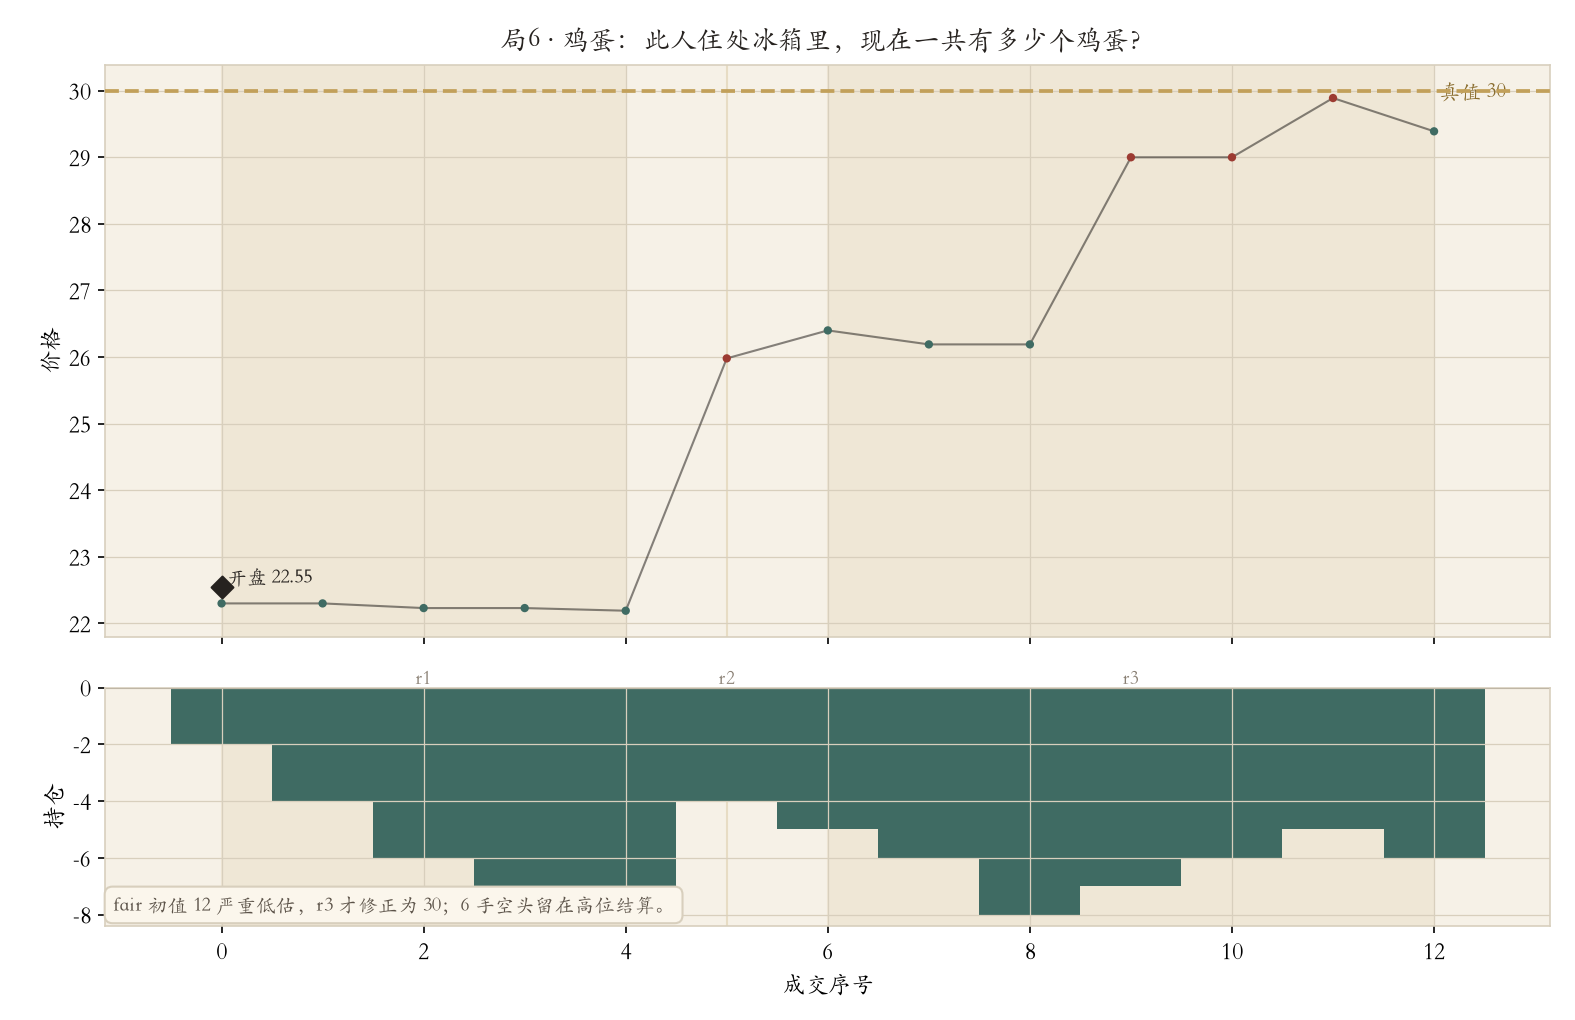 局6 · 鸡蛋：此人住处冰箱里，现在一共有多少个鸡蛋?
30
29
28
27
26
25
24
23
22
价格
真值 30
开盘 22.55
r1
r2
r3
0
-2
-4
-6
-8
持仓
fair 初值 12 严重低估，r3 才修正为 30；6 手空头留在高位结算。
0
2
4
6
8
10
12
成交序号